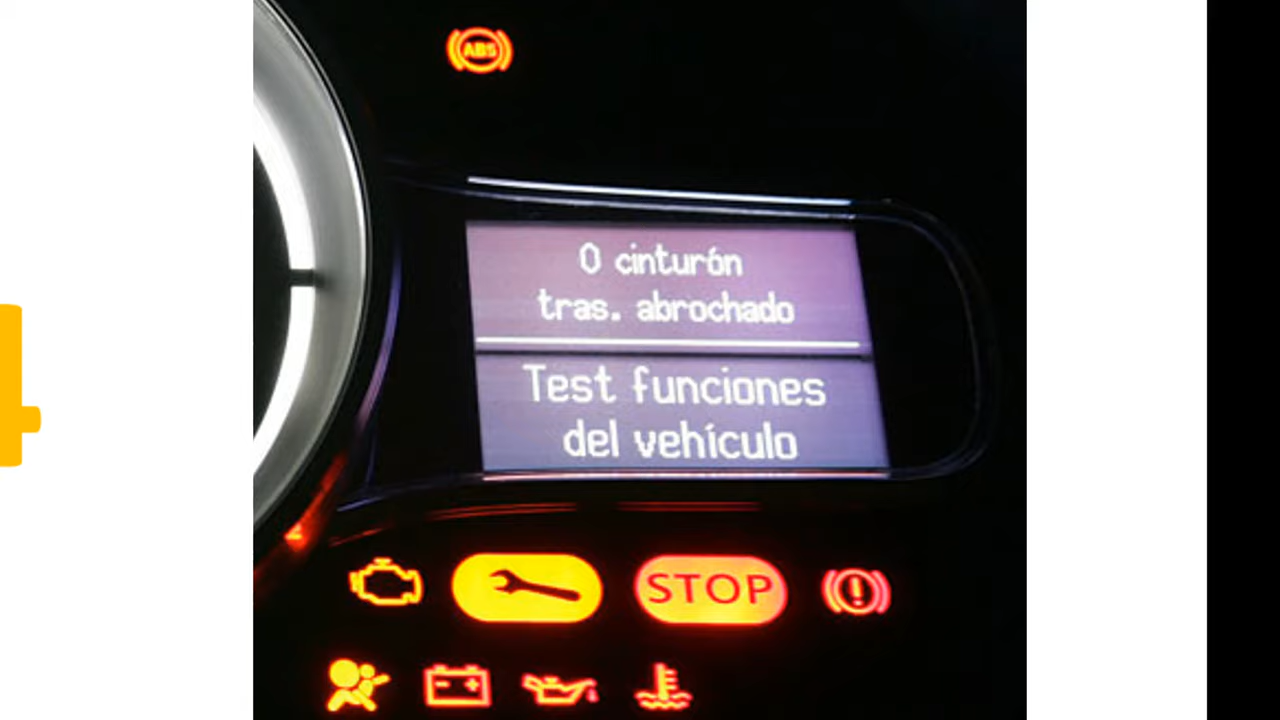 ABS
0 cinturón
tras. abrochado
Test funciones
del vehículo
STOP